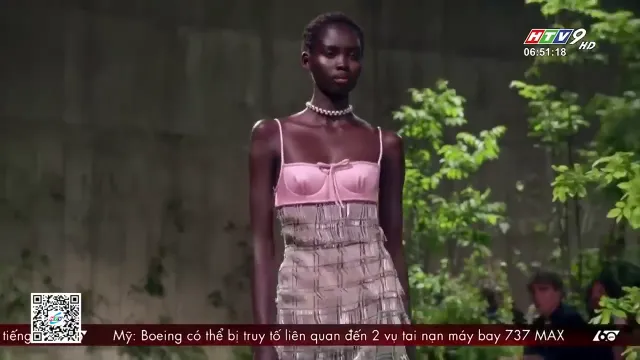 HTV9 HD
06:51:18
tiếng
Mỹ: Boeing có thể bị truy tố liên quan đến 2 vụ tai nạn máy bay 737 MAX